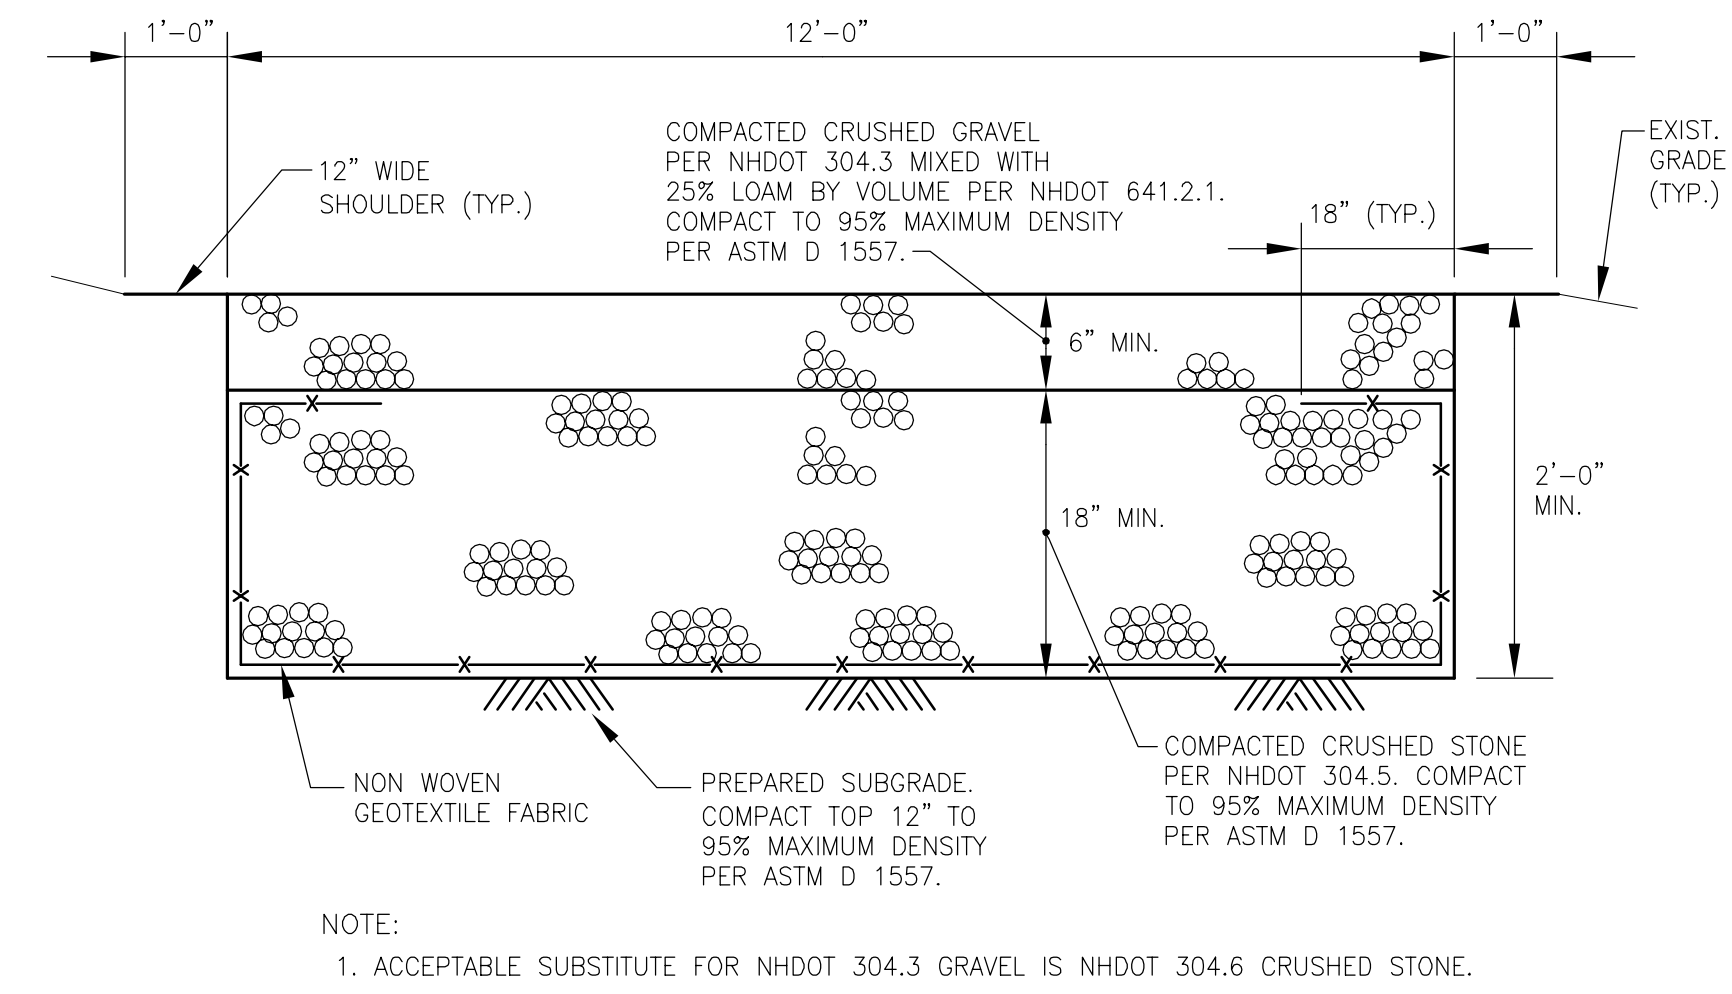 1'-0"
12'-0"
1'-0"
COMPACTED CRUSHED GRAVEL
PER NHDOT 304.3 MIXED WITH
25% LOAM BY VOLUME PER NHDOT 641.2.1.
COMPACT TO 95% MAXIMUM DENSITY
PER ASTM D 1557.
12" WIDE
SHOULDER (TYP.)
EXIST.
GRADE
(TYP.)
18" (TYP.)
6" MIN.
18" MIN.
2'-0"
MIN.
NON WOVEN
GEOTEXTILE FABRIC
PREPARED SUBGRADE.
COMPACT TOP 12" TO
95% MAXIMUM DENSITY
PER ASTM D 1557.
COMPACTED CRUSHED STONE
PER NHDOT 304.5. COMPACT
TO 95% MAXIMUM DENSITY
PER ASTM D 1557.
NOTE:
1. ACCEPTABLE SUBSTITUTE FOR NHDOT 304.3 GRAVEL IS NHDOT 304.6 CRUSHED STONE.